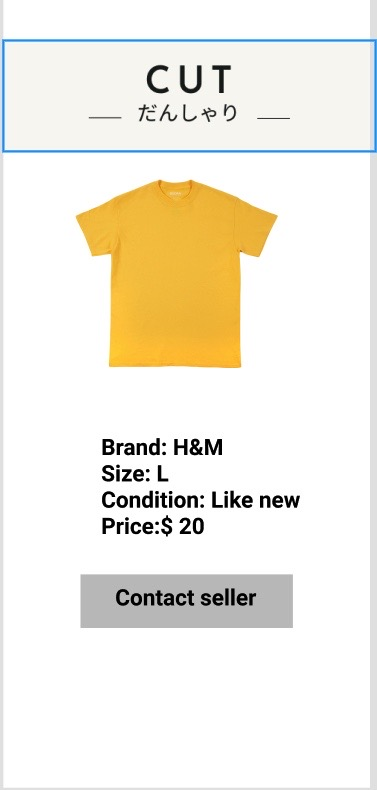 CUT
だんしゃり
Brand: H&M
Size: L
Condition: Like new
Price:$ 20
Contact seller